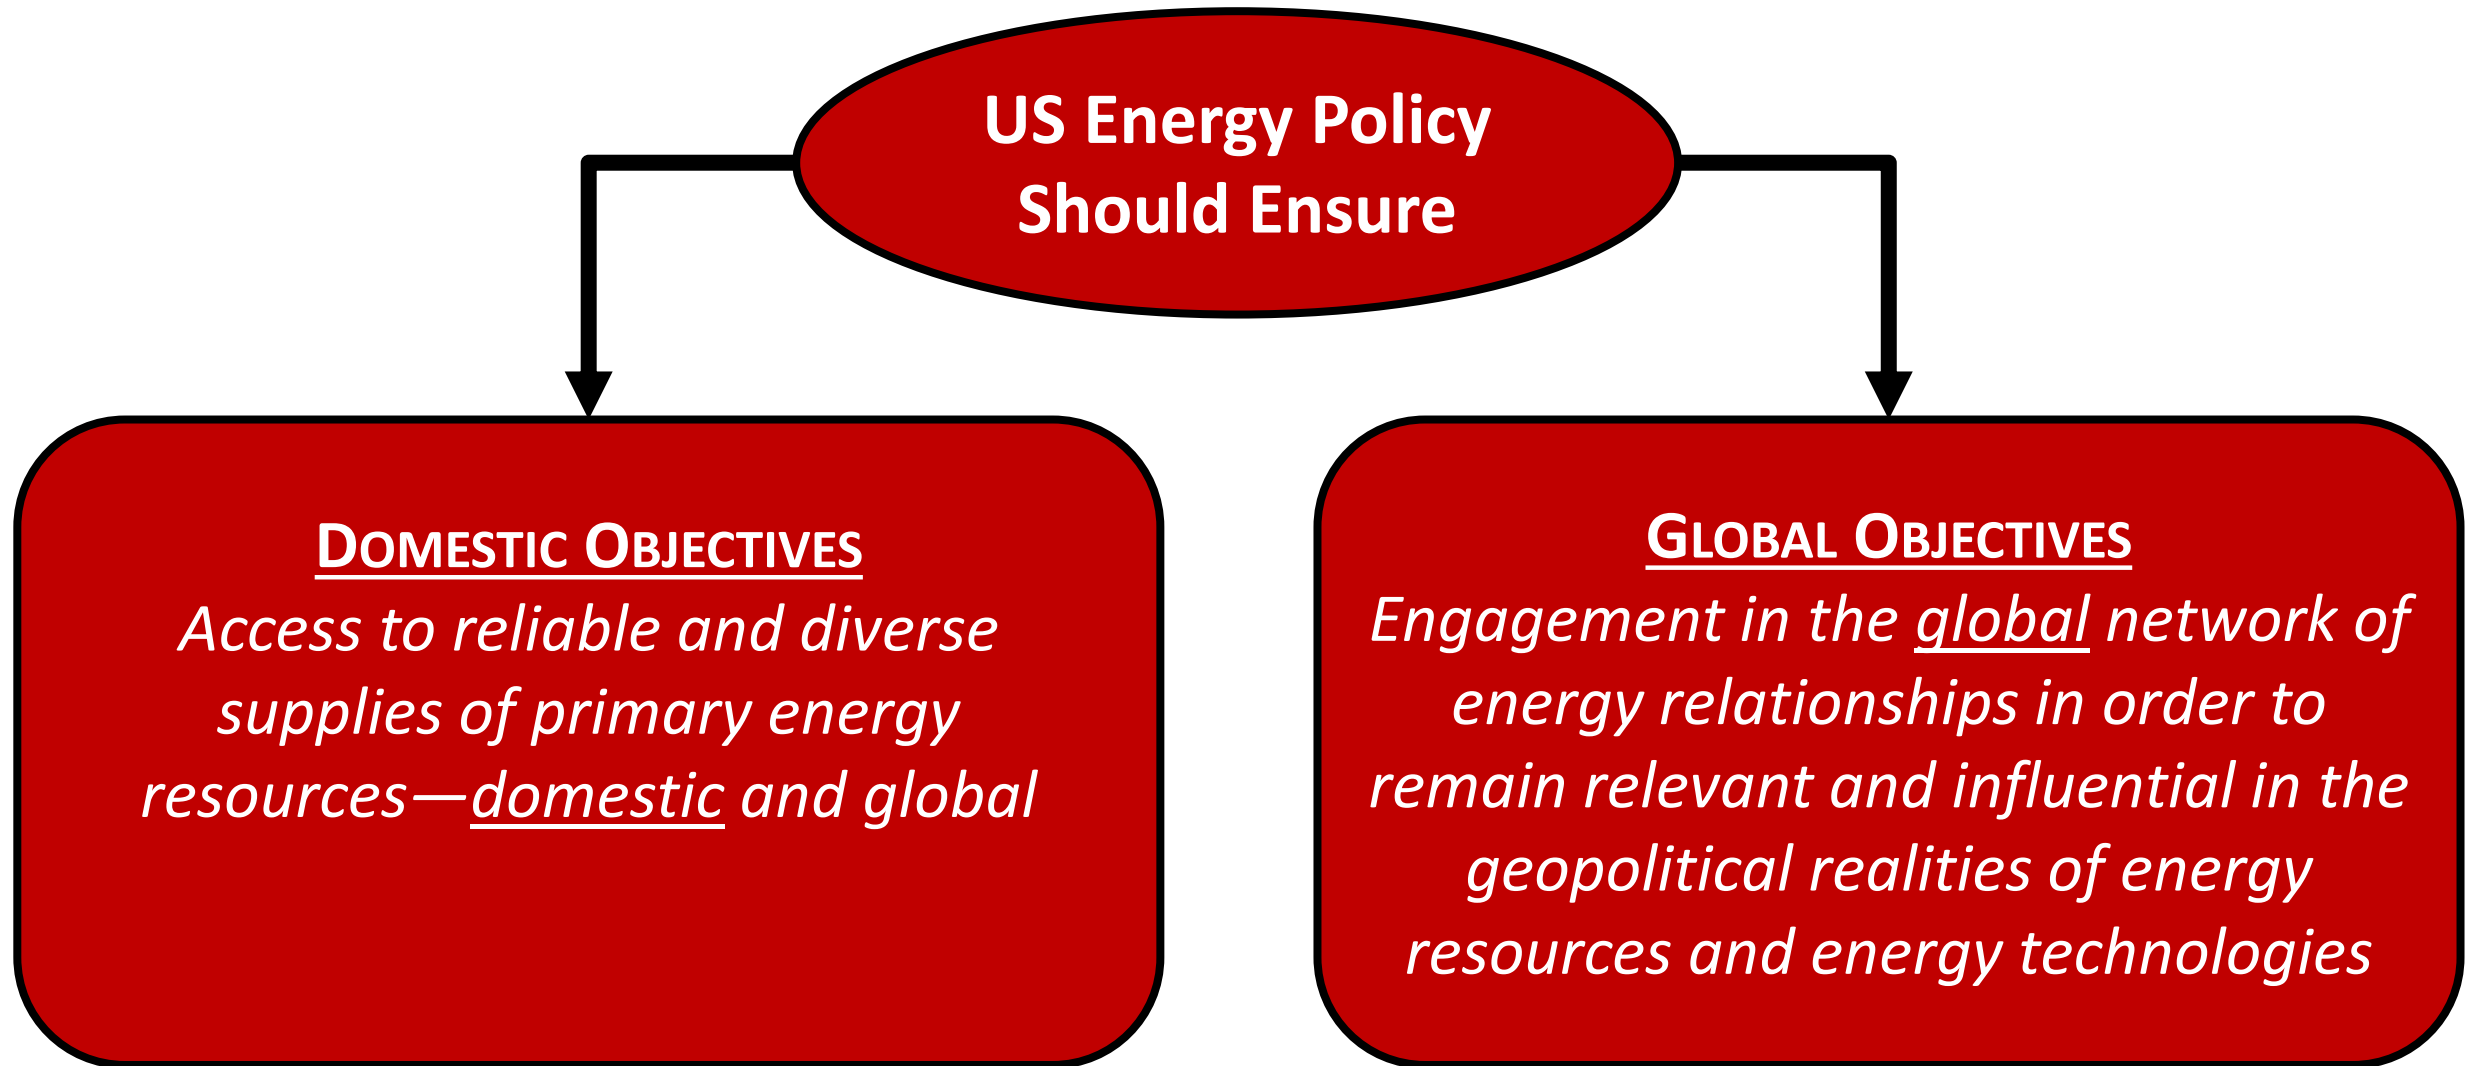 US Energy Policy
Should Ensure
DOMESTIC OBJECTIVES
Access to reliable and diverse
supplies of primary energy
resources—domestic and global
GLOBAL OBJECTIVES
Engagement in the global network of
energy relationships in order to
remain relevant and influential in the
geopolitical realities of energy
resources and energy technologies